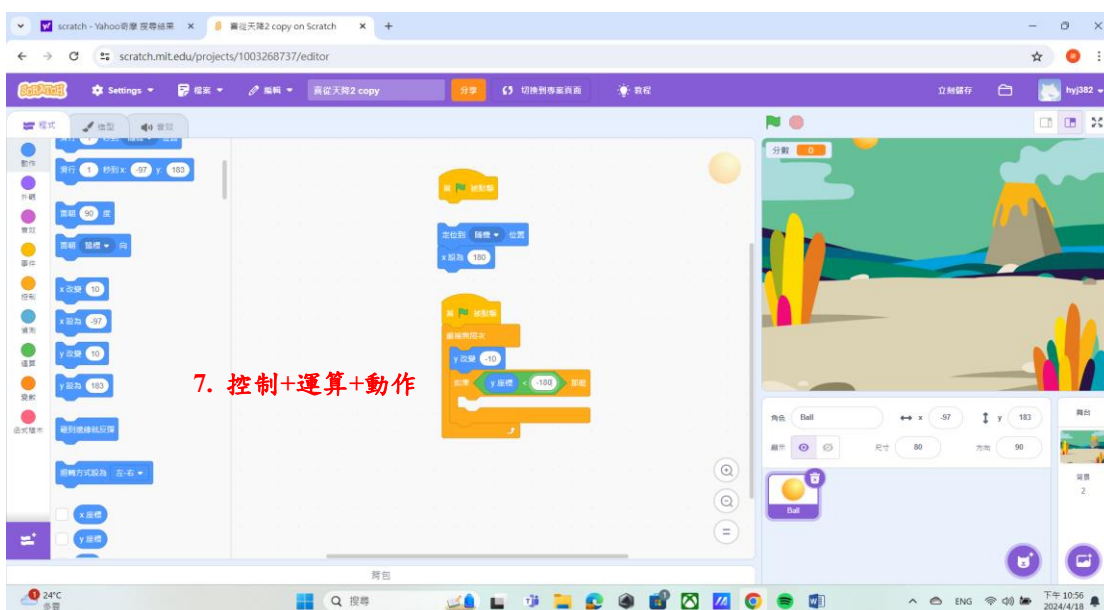 scratch - Yahoo奇摩 搜尋結果
喜從天降2 copy on Scratch
scratch.mit.edu/projects/1003268737/editor
SCRATCH
Settings
檔案
編輯
喜從天降2 copy
分享
切換到專案頁面
教程
立刻儲存
hyj382
程式
造型
音效
動作
外觀
音效
事件
控制
偵測
運算
變數
函式積木
滑行 1 秒到 x: -97 y: 183
面朝 90 度
面朝 鼠標 向
x 改變 10
x 設為 -97
y 改變 10
y 設為 183
碰到邊緣就反彈
迴轉方式設為 左-右
x 座標
y 座標
當 被點擊
定位到 隨機 位置
x 設為 180
當 被點擊
重複無限次
y 改變 -10
如果 y 座標 < -180 那麼
7. 控制+運算+動作
分數 0
角色 Ball x -97 y 183
顯示 尺寸 80 方向 90
Ball
舞台
背景
2
背包
1
24°C
多雲
搜尋
ENG
下午 10:56
2024/4/18